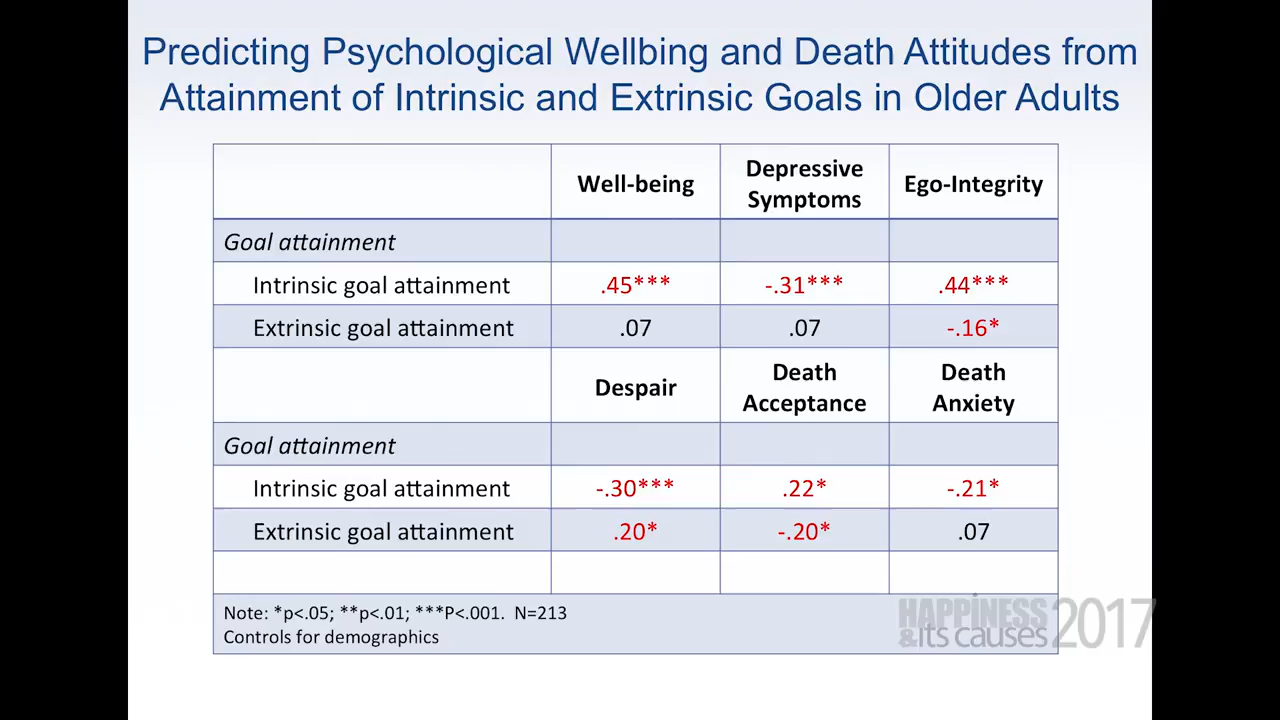 Predicting Psychological Wellbing and Death Attitudes from
Attainment of Intrinsic and Extrinsic Goals in Older Adults
Well-being Depressive Symptoms Ego-Integrity
Goal attainment
Intrinsic goal attainment .45*** -.31*** .44***
Extrinsic goal attainment .07 .07 -.16*
Despair Death Acceptance Death Anxiety
Goal attainment
Intrinsic goal attainment -.30*** .22* -.21*
Extrinsic goal attainment .20* -.20* .07
Note: *p<.05; **p<.01; ***P<.001. N=213
Controls for demographics
HAPPINESS
&its causes 2017